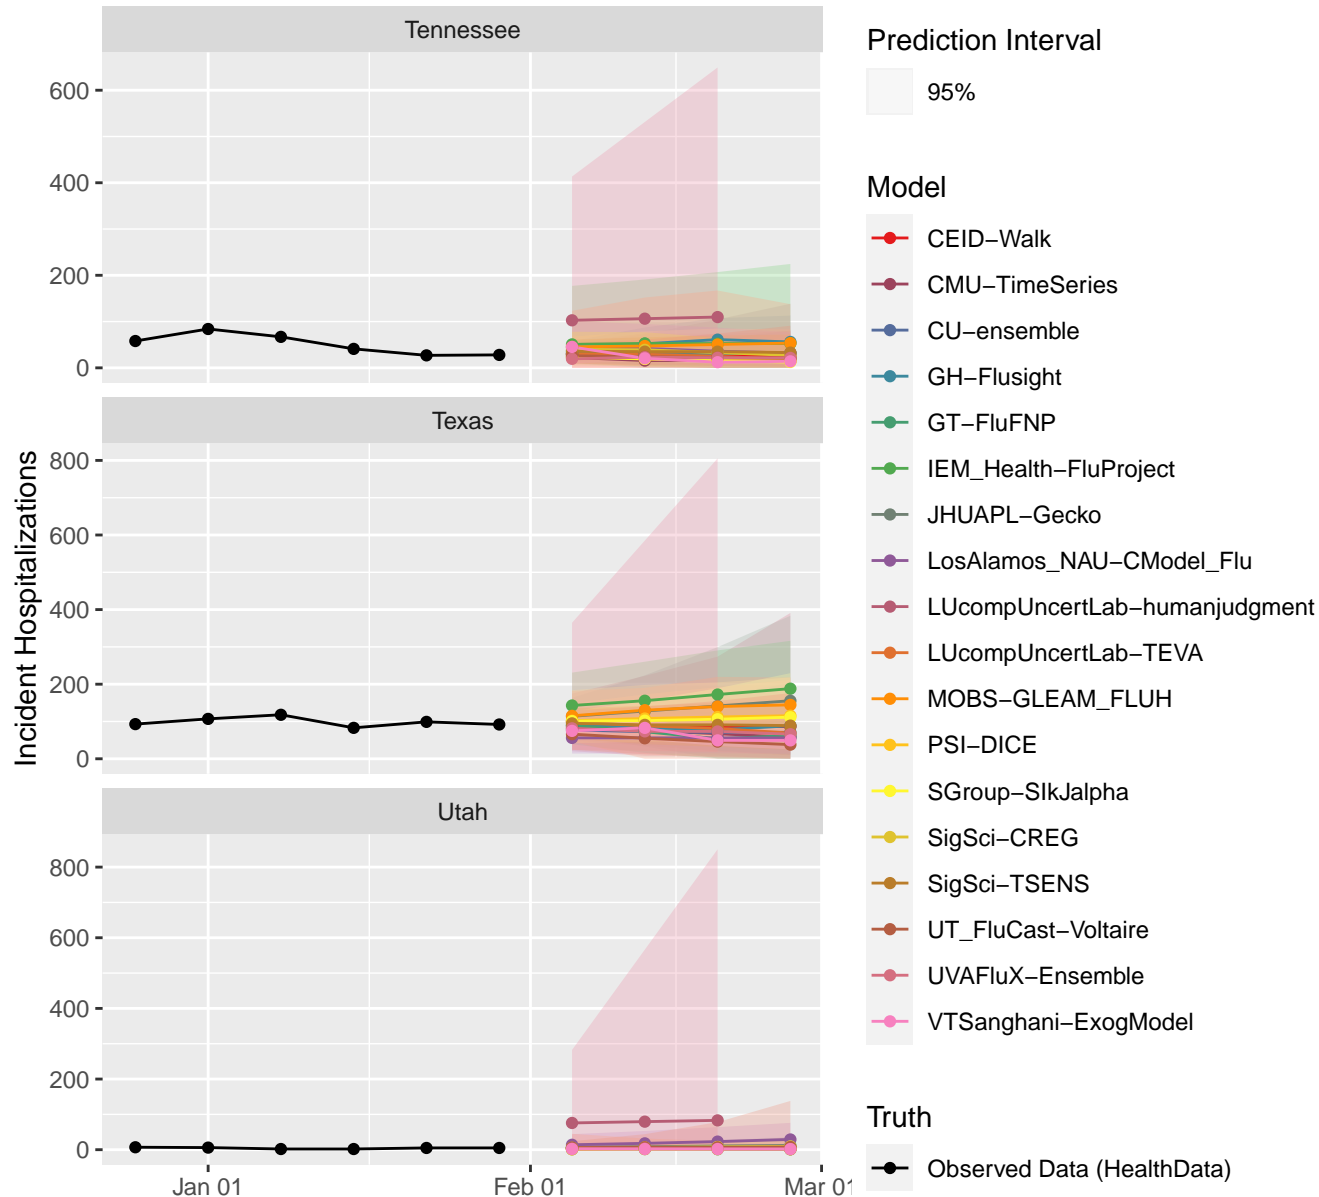 Tennessee
600
400
200
0
Texas
800
600
400
200
0
Utah
800
600
400
200
0
Jan 01
Feb 01
Mar 01
Incident Hospitalizations
Prediction Interval
95%
Model
CEID−Walk
CMU−TimeSeries
CU−ensemble
GH−Flusight
GT−FluFNP
IEM_Health−FluProject
JHUAPL−Gecko
LosAlamos_NAU−CModel_Flu
LUcompUncertLab−humanjudgment
LUcompUncertLab−TEVA
MOBS−GLEAM_FLUH
PSI−DICE
SGroup−SIkJalpha
SigSci−CREG
SigSci−TSENS
UT_FluCast−Voltaire
UVAFluX−Ensemble
VTSanghani−ExogModel
Truth
Observed Data (HealthData)